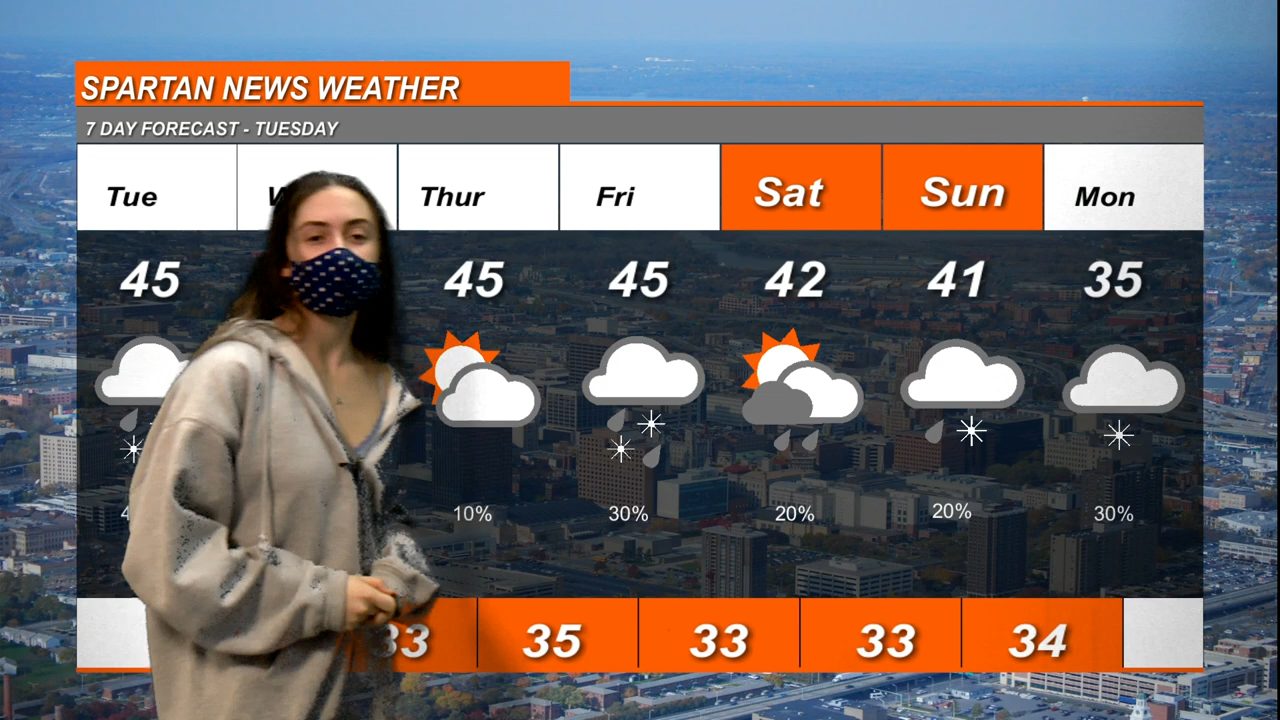 SPARTAN NEWS WEATHER
7 DAY FORECAST - TUESDAY
Tue Thur Fri Sat Sun Mon
45 45 45 42 41 35
10% 30% 20% 20% 30%
33 35 33 33 34